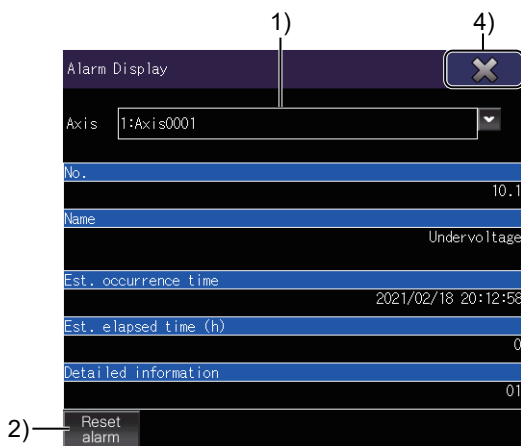 1)
4)
Alarm Display
Axis 1:Axis0001
No.
10.1
Name
Undervoltage
Est. occurrence time
2021/02/18 20:12:58
Est. elapsed time (h)
0
Detailed information
01
2)
Reset
alarm